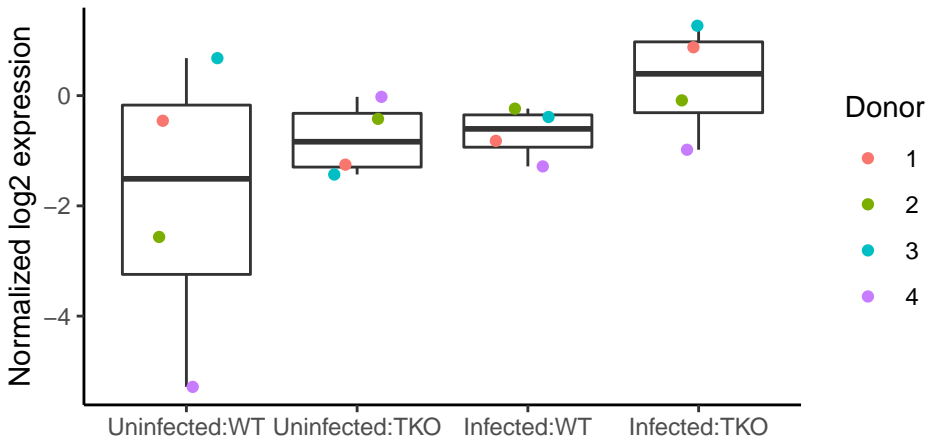 Normalized log2 expression
0
−2
−4
Uninfected:WT
Uninfected:TKO
Infected:WT
Infected:TKO
Donor
1
2
3
4